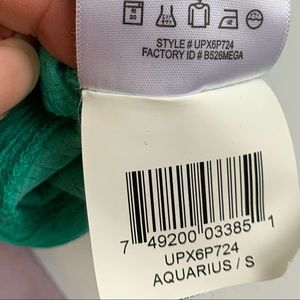 STYLE # UPX6P724
FACTORY ID # B526MEGA
7 49200 03385 1
UPX6P724
AQUARIUS / S